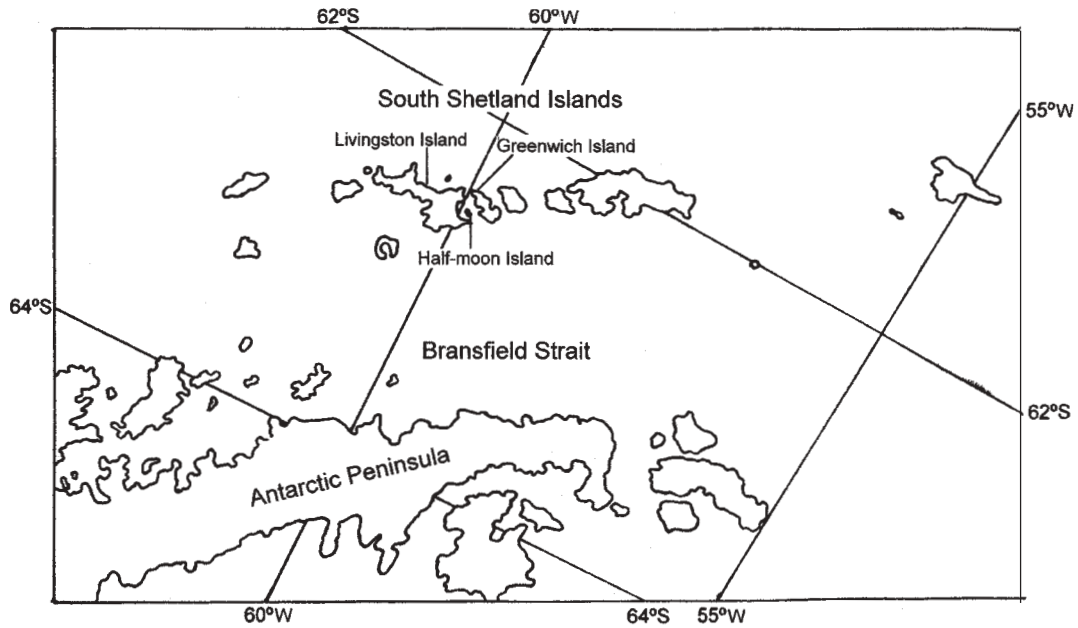 62ºS
60ºW
South Shetland Islands
55ºW
Livingston Island
Greenwich Island
Half-moon Island
64ºS
Bransfield Strait
62ºS
Antarctic Peninsula
60ºW
64ºS
55ºW